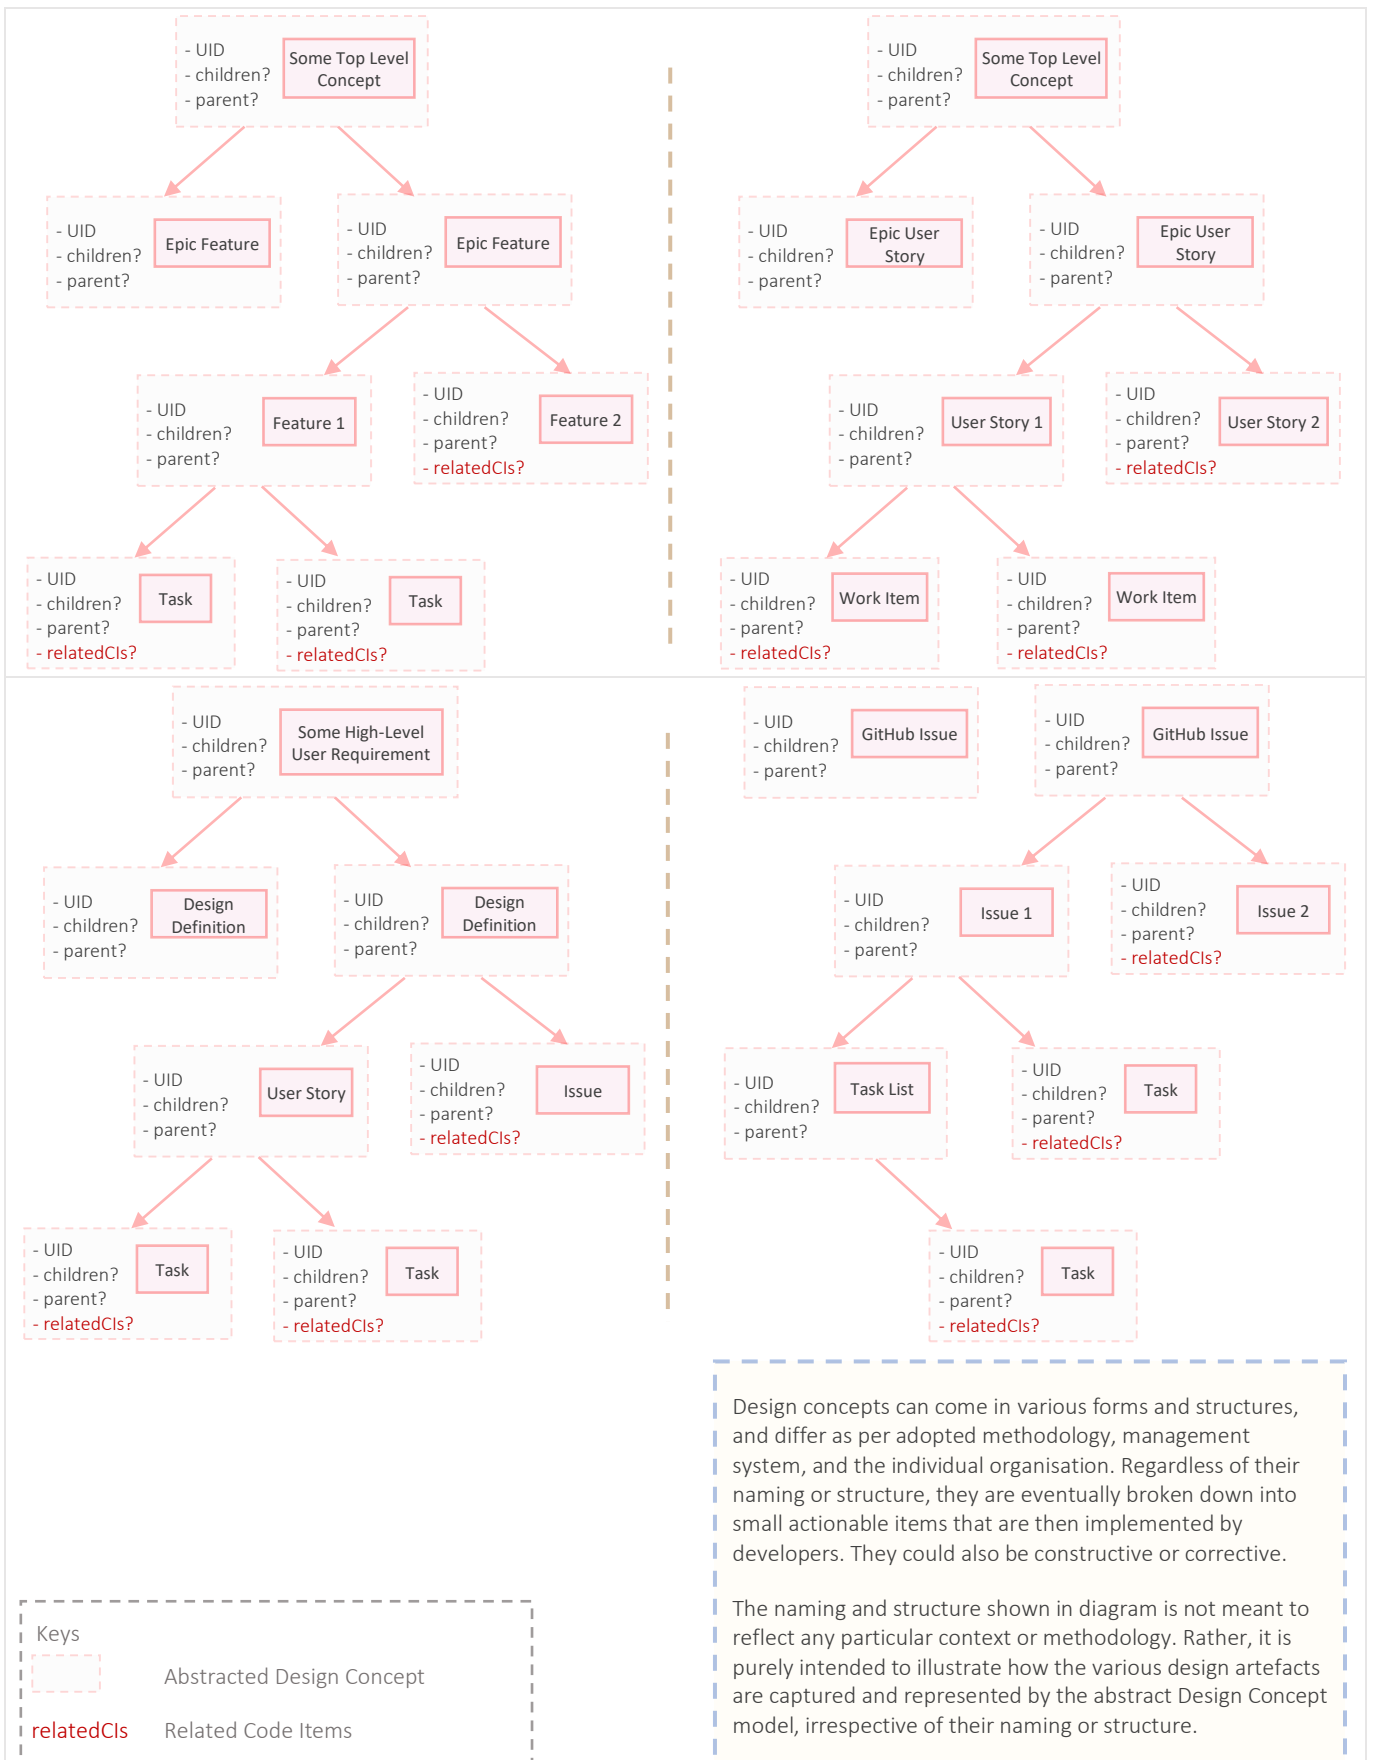 - UID
- children?
- parent?
Some Top Level
Concept
- UID
- children?
- parent?
Epic Feature
- UID
- children?
- parent?
Epic Feature
- UID
- children?
- parent?
Feature 1
- UID
- children?
- parent?
- relatedCIs?
Feature 2
- UID
- children?
- parent?
- relatedCIs?
Task
- UID
- children?
- parent?
- relatedCIs?
Task
- UID
- children?
- parent?
Some Top Level
Concept
- UID
- children?
- parent?
Epic User
Story
- UID
- children?
- parent?
Epic User
Story
- UID
- children?
- parent?
User Story 1
- UID
- children?
- parent?
- relatedCIs?
User Story 2
- UID
- children?
- parent?
- relatedCIs?
Work Item
- UID
- children?
- parent?
- relatedCIs?
Work Item
- UID
- children?
- parent?
Some High-Level
User Requirement
- UID
- children?
- parent?
Design
Definition
- UID
- children?
- parent?
Design
Definition
- UID
- children?
- parent?
User Story
- UID
- children?
- parent?
- relatedCIs?
Issue
- UID
- children?
- parent?
- relatedCIs?
Task
- UID
- children?
- parent?
- relatedCIs?
Task
- UID
- children?
- parent?
GitHub Issue
- UID
- children?
- parent?
GitHub Issue
- UID
- children?
- parent?
Issue 1
- UID
- children?
- parent?
- relatedCIs?
Issue 2
- UID
- children?
- parent?
Task List
- UID
- children?
- parent?
- relatedCIs?
Task
- UID
- children?
- parent?
- relatedCIs?
Task
Design concepts can come in various forms and structures,
and differ as per adopted methodology, management
system, and the individual organisation. Regardless of their
naming or structure, they are eventually broken down into
small actionable items that are then implemented by
developers. They could also be constructive or corrective.
The naming and structure shown in diagram is not meant to
reflect any particular context or methodology. Rather, it is
purely intended to illustrate how the various design artefacts
are captured and represented by the abstract Design Concept
model, irrespective of their naming or structure.
Keys
Abstracted Design Concept
relatedCIs Related Code Items